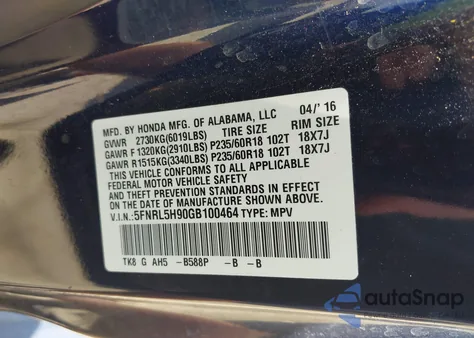 MFD. BY HONDA MFG. OF ALABAMA, LLC 04/'16
GVWR 2730KG(6019LBS) TIRE SIZE RIM SIZE
GAWR F 1320KG(2910LBS) P235/60R18 102T 18X7J
GAWR R1515KG(3340LBS) P235/60R18 102T 18X7J
THIS VEHICLE CONFORMS TO ALL APPLICABLE
FEDERAL MOTOR VEHICLE SAFETY AND
THEFT PREVENTION STANDARDS IN EFFECT ON
THE DATE OF MANUFACTURE SHOWN ABOVE.
V.I.N.: 5FNRL5H90GB100464 TYPE: MPV
TK8 G AH5 -B588P -B -B
autoSnap